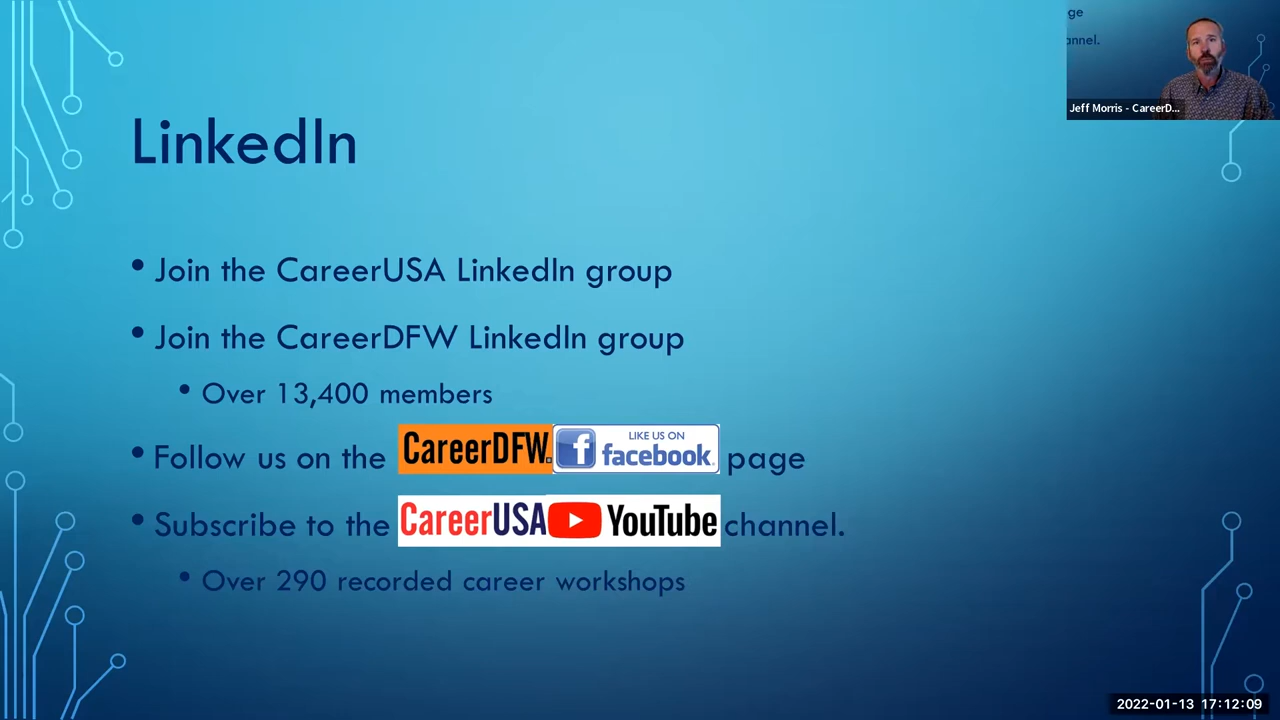 ge
annel.
Jeff Morris - CareerD...
LinkedIn
• Join the CareerUSA LinkedIn group
• Join the CareerDFW LinkedIn group
• Over 13,400 members
• Follow us on the CareerDFW. f LIKE US ON facebook. page
• Subscribe to the CareerUSA YouTube channel.
• Over 290 recorded career workshops
2022-01-13 17:12:09